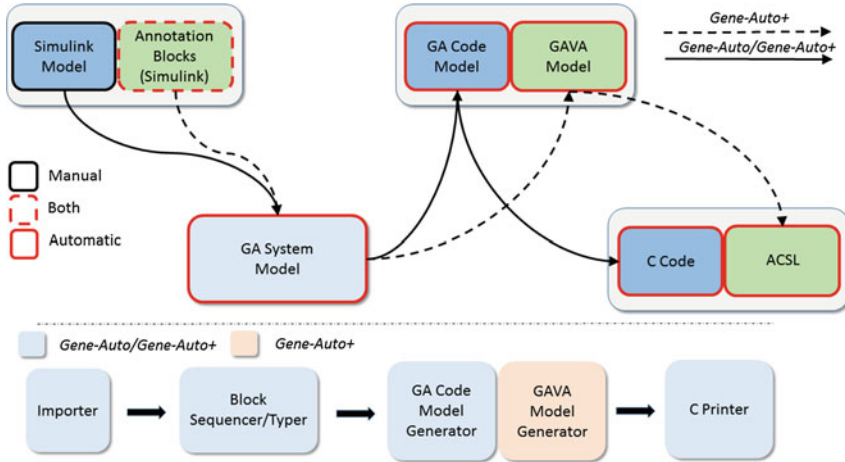 Simulink
Model
Annotation
Blocks
(Simulink)
GA Code
Model
GAVA
Model
Gene-Auto+
Gene-Auto/Gene-Auto+
Manual
Both
Automatic
GA System
Model
C Code
ACSL
Gene-Auto/Gene-Auto+
Gene-Auto+
Importer
Block
Sequencer/Typer
GA Code
Model
Generator
GAVA
Model
Generator
C Printer